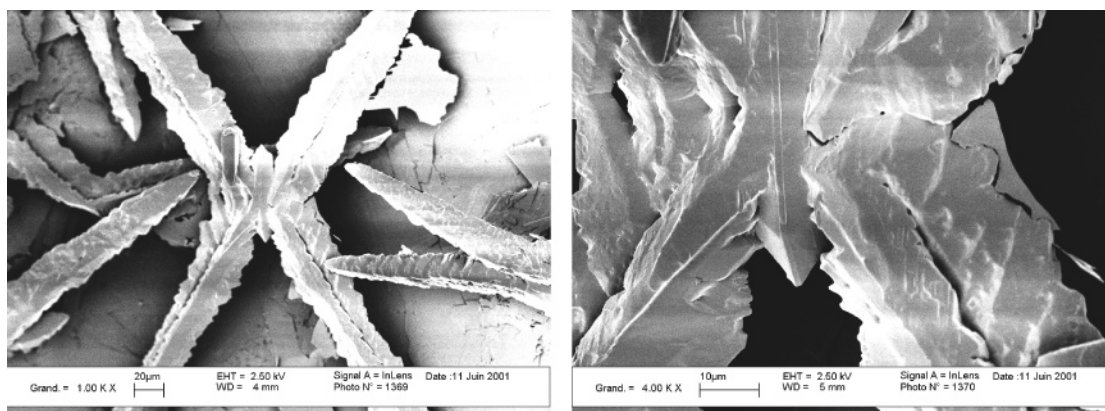 Grand. = 1.00 K X 20µm EHT = 2.50 kV Signal A = InLens Date :11 Juin 2001
WD = 4 mm Photo N° = 1369
Grand. = 4.00 K X 10µm EHT = 2.50 kV Signal A = InLens Date :11 Juin 2001
WD = 5 mm Photo N° = 1370